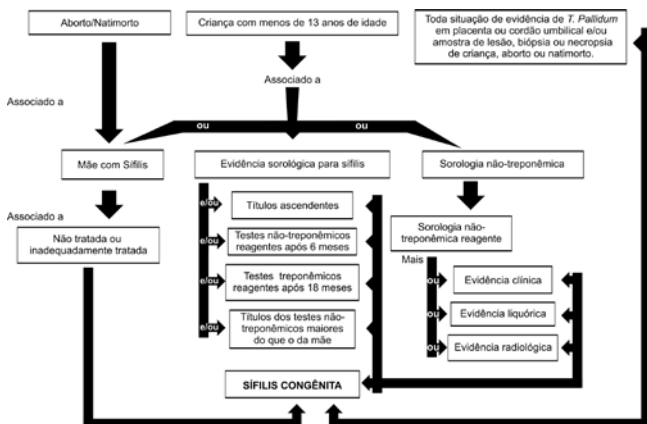 Aborto/Natimorto
Criança com menos de 13 anos de idade
Toda situação de evidência de T. Pallidum
em placenta ou cordão umbilical e/ou
amostra de lesão, biópsia ou necropsia
de criança, aborto ou natimorto.
Associado a
Associado a
ou
ou
Mãe com Sífilis
Evidência sorológica para sífilis
Sorologia não-treponêmica
Associado a
Não tratada ou
inadequadamente tratada
e/ou
Títulos ascendentes
e/ou
Testes não-treponêmicos
reagentes após 6 meses
e/ou
Testes treponêmicos
reagentes após 18 meses
e/ou
Títulos dos testes não-
treponêmicos maiores
do que o da mãe
Sorologia não-
treponêmica reagente
Mais
ou
Evidência clínica
ou
Evidência liquórica
ou
Evidência radiológica
SÍFILIS CONGÊNITA